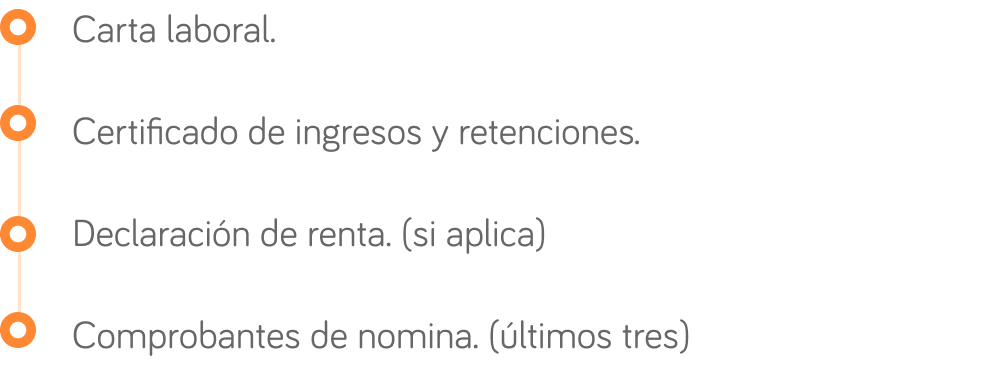 Carta laboral.
Certificado de ingresos y retenciones.
Declaración de renta. (si aplica)
Comprobantes de nomina. (últimos tres)